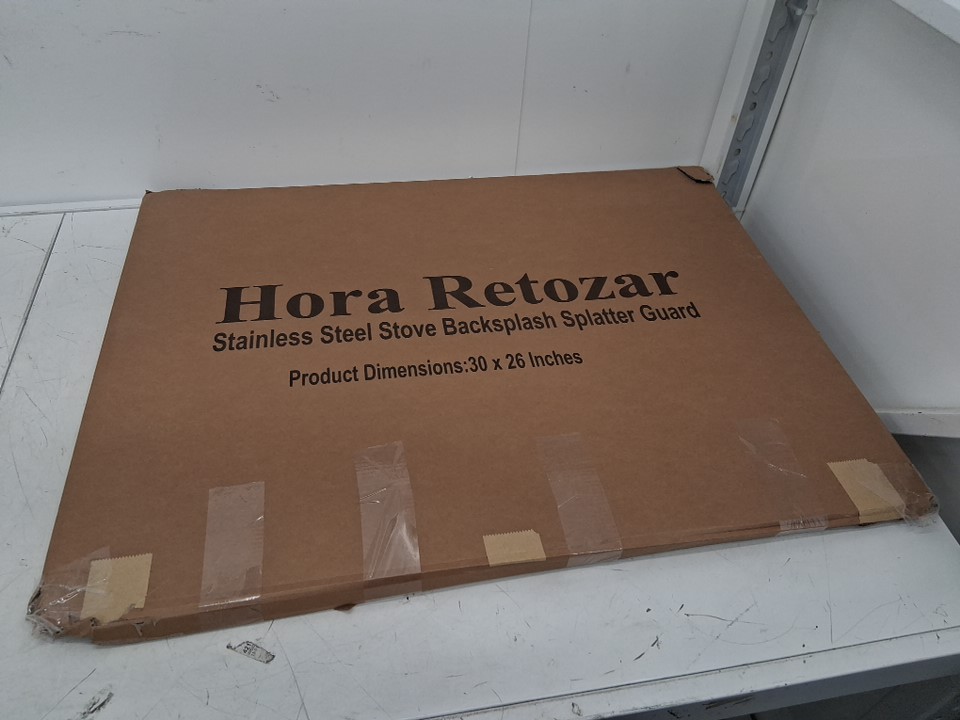 Hora Retozar
Stainless Steel Stove Backsplash Splatter Guard
Product Dimensions:30 x 26 Inches